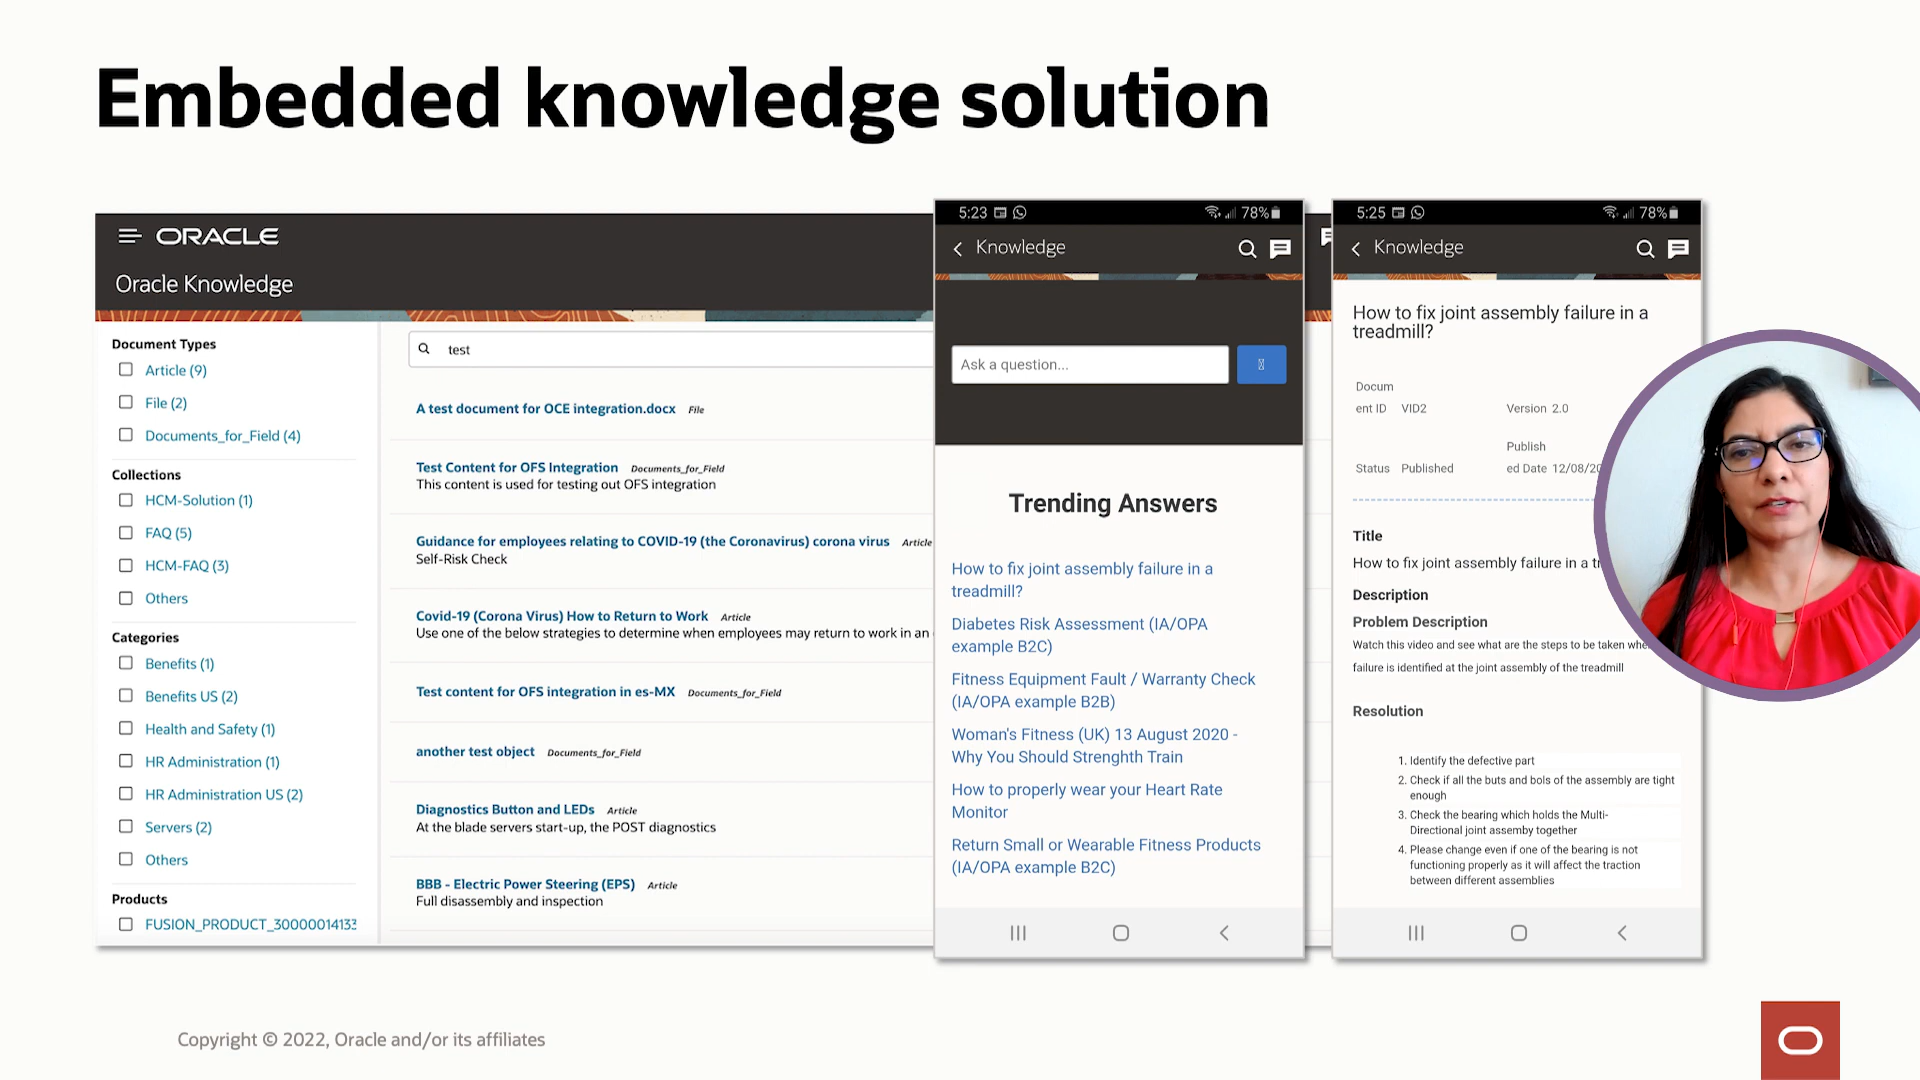 Embedded knowledge solution
ORACLE
Oracle Knowledge
Document Types
Article (9)
File (2)
Documents_for_Field (4)
Collections
HCM-Solution (1)
FAQ (5)
HCM-FAQ (3)
Others
Categories
Benefits (1)
Benefits US (2)
Health and Safety (1)
HR Administration (1)
HR Administration US (2)
Servers (2)
Others
Products
FUSION_PRODUCT_30000014133
test
A test document for OCE integration.docx File
Test Content for OFS Integration Documents_for_Field
This content is used for testing out OFS integration
Guidance for employees relating to COVID-19 (the Coronavirus) corona virus Article
Self-Risk Check
Covid-19 (Corona Virus) How to Return to Work Article
Use one of the below strategies to determine when employees may return to work in an
Test content for OFS integration in es-MX Documents_for_Field
another test object Documents_for_Field
Diagnostics Button and LEDs Article
At the blade servers start-up, the POST diagnostics
BBB - Electric Power Steering (EPS) Article
Full disassembly and inspection
5:23 78%
Knowledge
Ask a question...
Trending Answers
How to fix joint assembly failure in a
treadmill?
Diabetes Risk Assessment (IA/OPA
example B2C)
Fitness Equipment Fault / Warranty Check
(IA/OPA example B2B)
Woman's Fitness (UK) 13 August 2020 -
Why You Should Strenghth Train
How to properly wear your Heart Rate
Monitor
Return Small or Wearable Fitness Products
(IA/OPA example B2C)
5:25 78%
Knowledge
How to fix joint assembly failure in a
treadmill?
Docum
ent ID VID2 Version 2.0
Publish
Status Published ed Date 12/08/20
Title
How to fix joint assembly failure in a
Description
Problem Description
Watch this video and see what are the steps to be taken
failure is identified at the joint assembly of the treadmill
Resolution
1. Identify the defective part
2. Check if all the buts and bols of the assembly are tight
enough
3. Check the bearing which holds the Multi-
Directional joint assemby together
4. Please change even if one of the bearing is not
functioning properly as it will affect the traction
between different assemblies
Copyright © 2022, Oracle and/or its affiliates